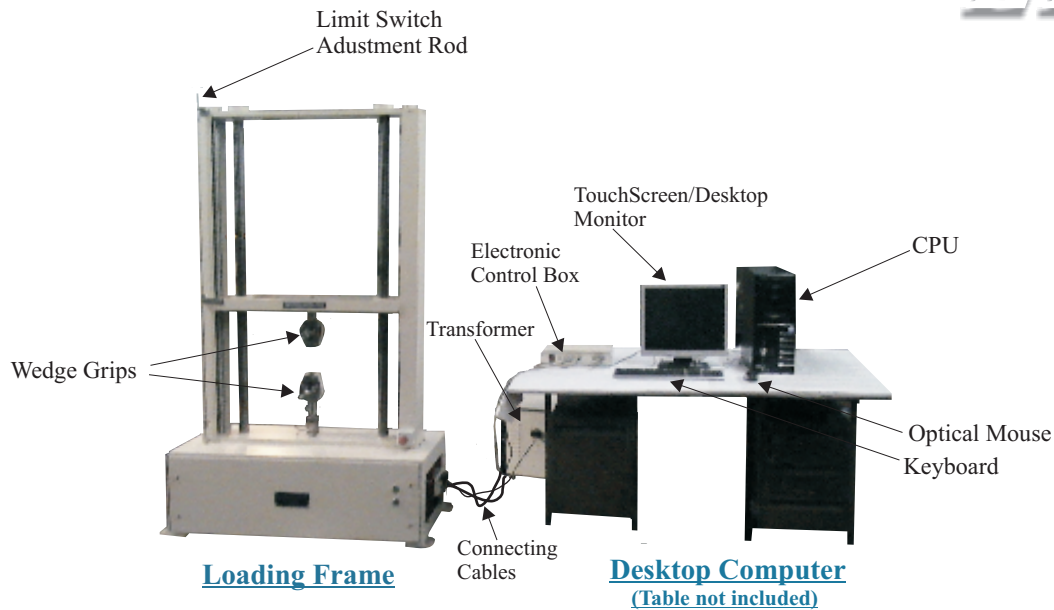 Limit Switch
Adustment Rod
TouchScreen/Desktop
Monitor
CPU
Electronic
Control Box
Transformer
Wedge Grips
Optical Mouse
Keyboard
Connecting
Cables
Loading Frame
Desktop Computer
(Table not included)